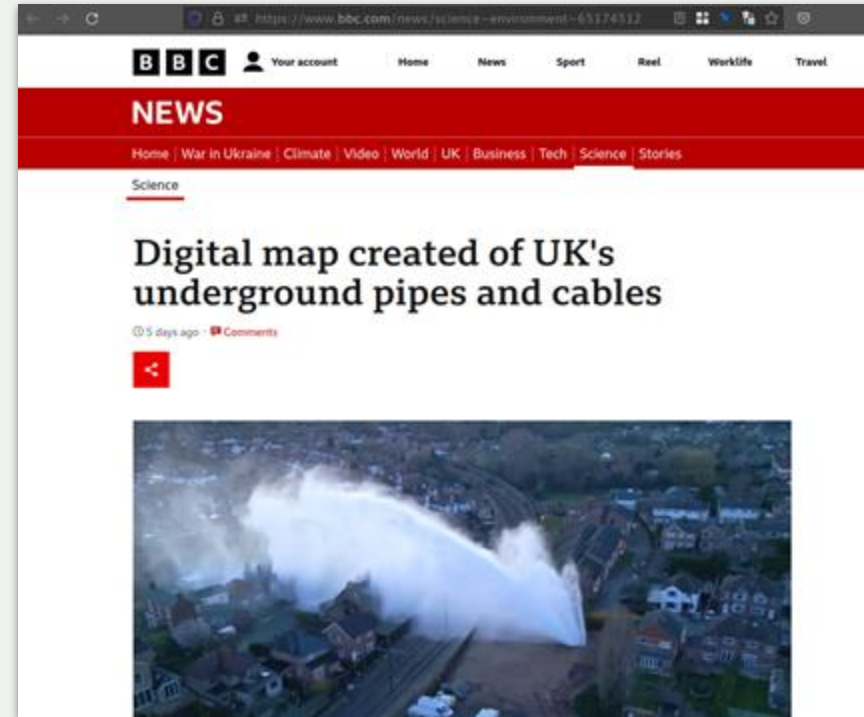 https://www.bbc.com/news/science-environment-65174512
BBC Your account Home News Sport Reel Worklife Travel
NEWS
Home War in Ukraine Climate Video World UK Business Tech Science Stories
Science
Digital map created of UK's
underground pipes and cables
5 days ago · Comments